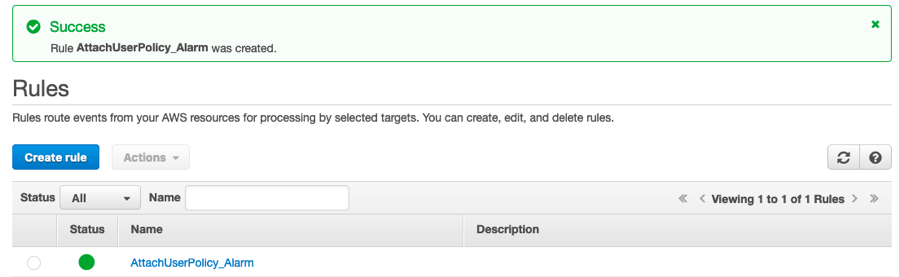 Success
Rule AttachUserPolicy_Alarm was created.
Rules
Rules route events from your AWS resources for processing by selected targets. You can create, edit, and delete rules.
Create rule Actions
Status All Name « < Viewing 1 to 1 of 1 Rules > »
Status Name Description
AttachUserPolicy_Alarm